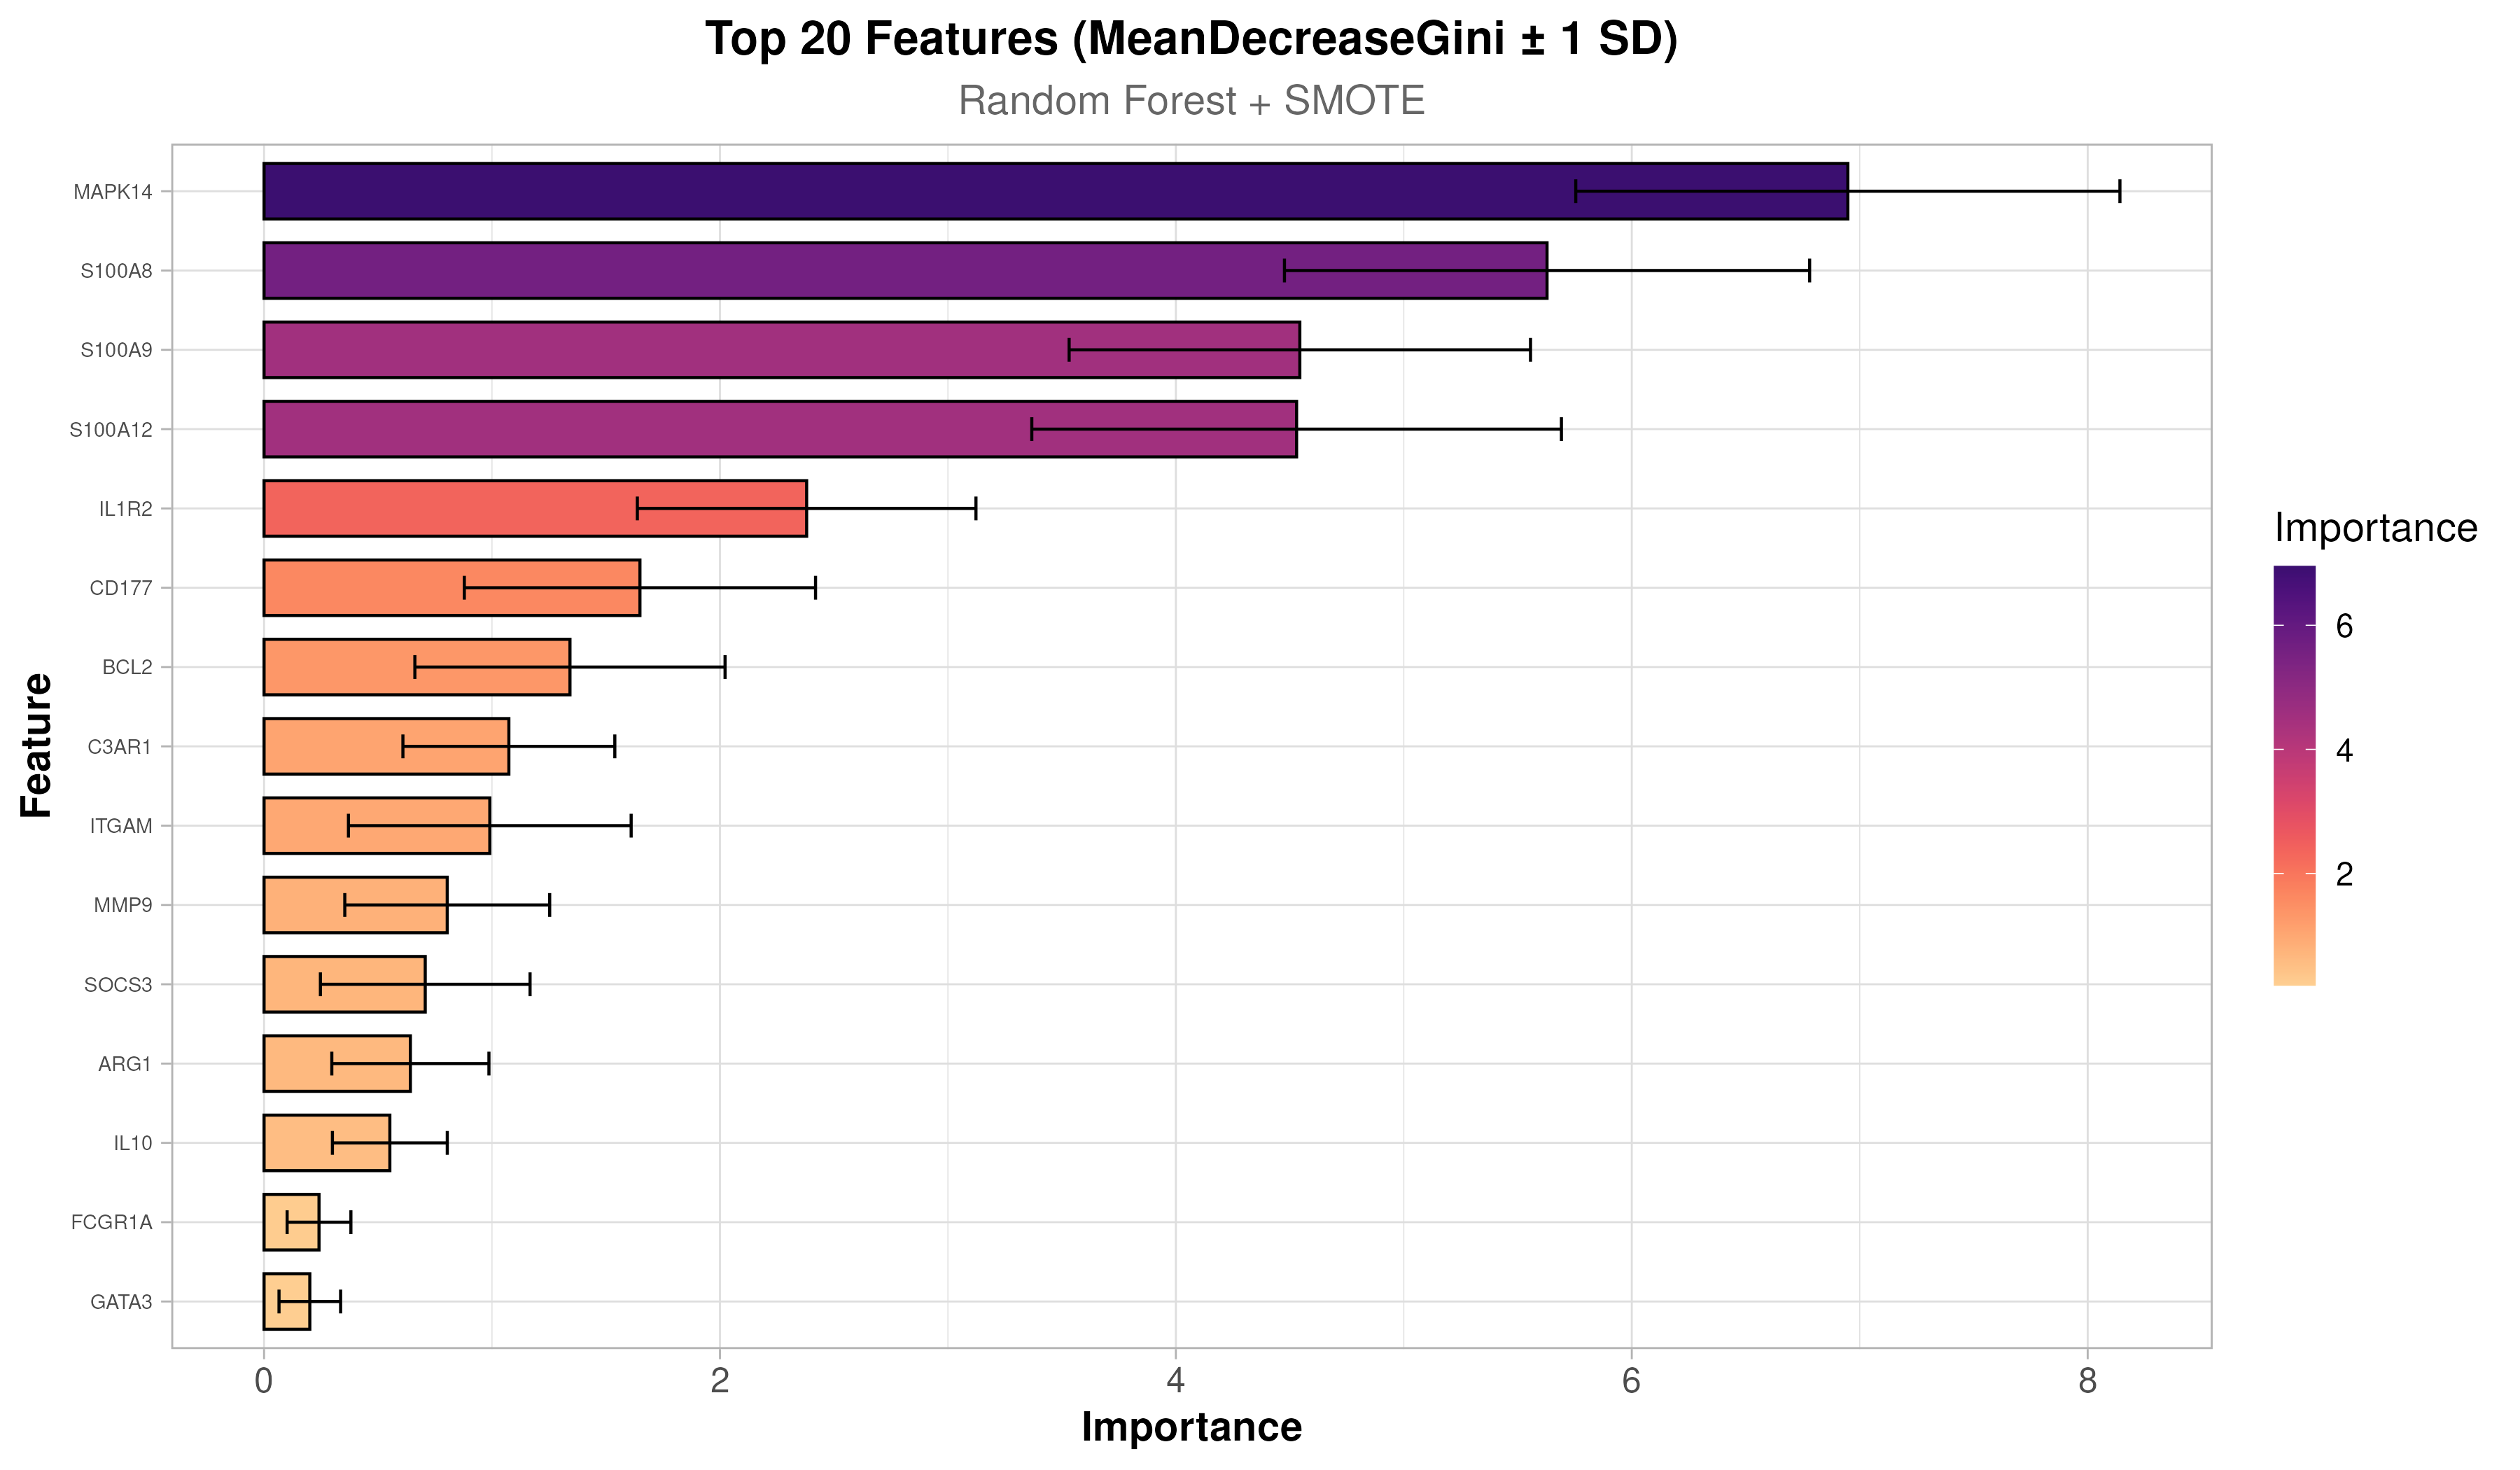 Top 20 Features (MeanDecreaseGini ± 1 SD)
Random Forest + SMOTE
Feature
MAPK14
S100A8
S100A9
S100A12
IL1R2
CD177
BCL2
C3AR1
ITGAM
MMP9
SOCS3
ARG1
IL10
FCGR1A
GATA3
0 2 4 6 8
Importance
Importance
6
4
2